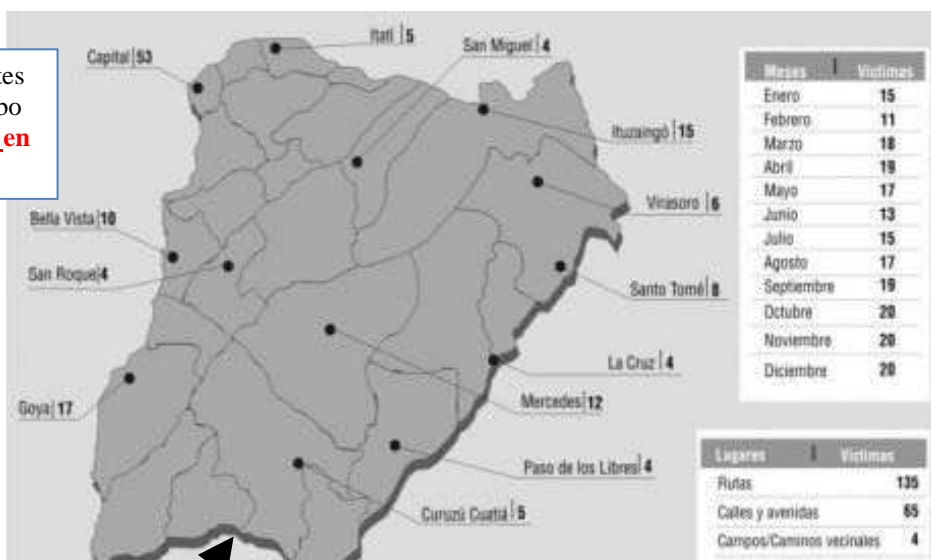 tes
en
Itatí 5
Capital 53
San Miguel 4
Ituzaingó 15
Virasoro 6
Bella Vista 10
San Roque 4
Santo Tomé 8
La Cruz 4
Goya 17
Mercedes 12
Paso de los Libres 4
Curuzú Cuatiá 5
Meses Víctimas
Enero 15
Febrero 11
Marzo 18
Abril 19
Mayo 17
Junio 13
Julio 15
Agosto 17
Septiembre 19
Octubre 20
Noviembre 20
Diciembre 20
Lugares Víctimas
Rutas 135
Calles y avenidas 65
Campos/Caminos vecinales 4